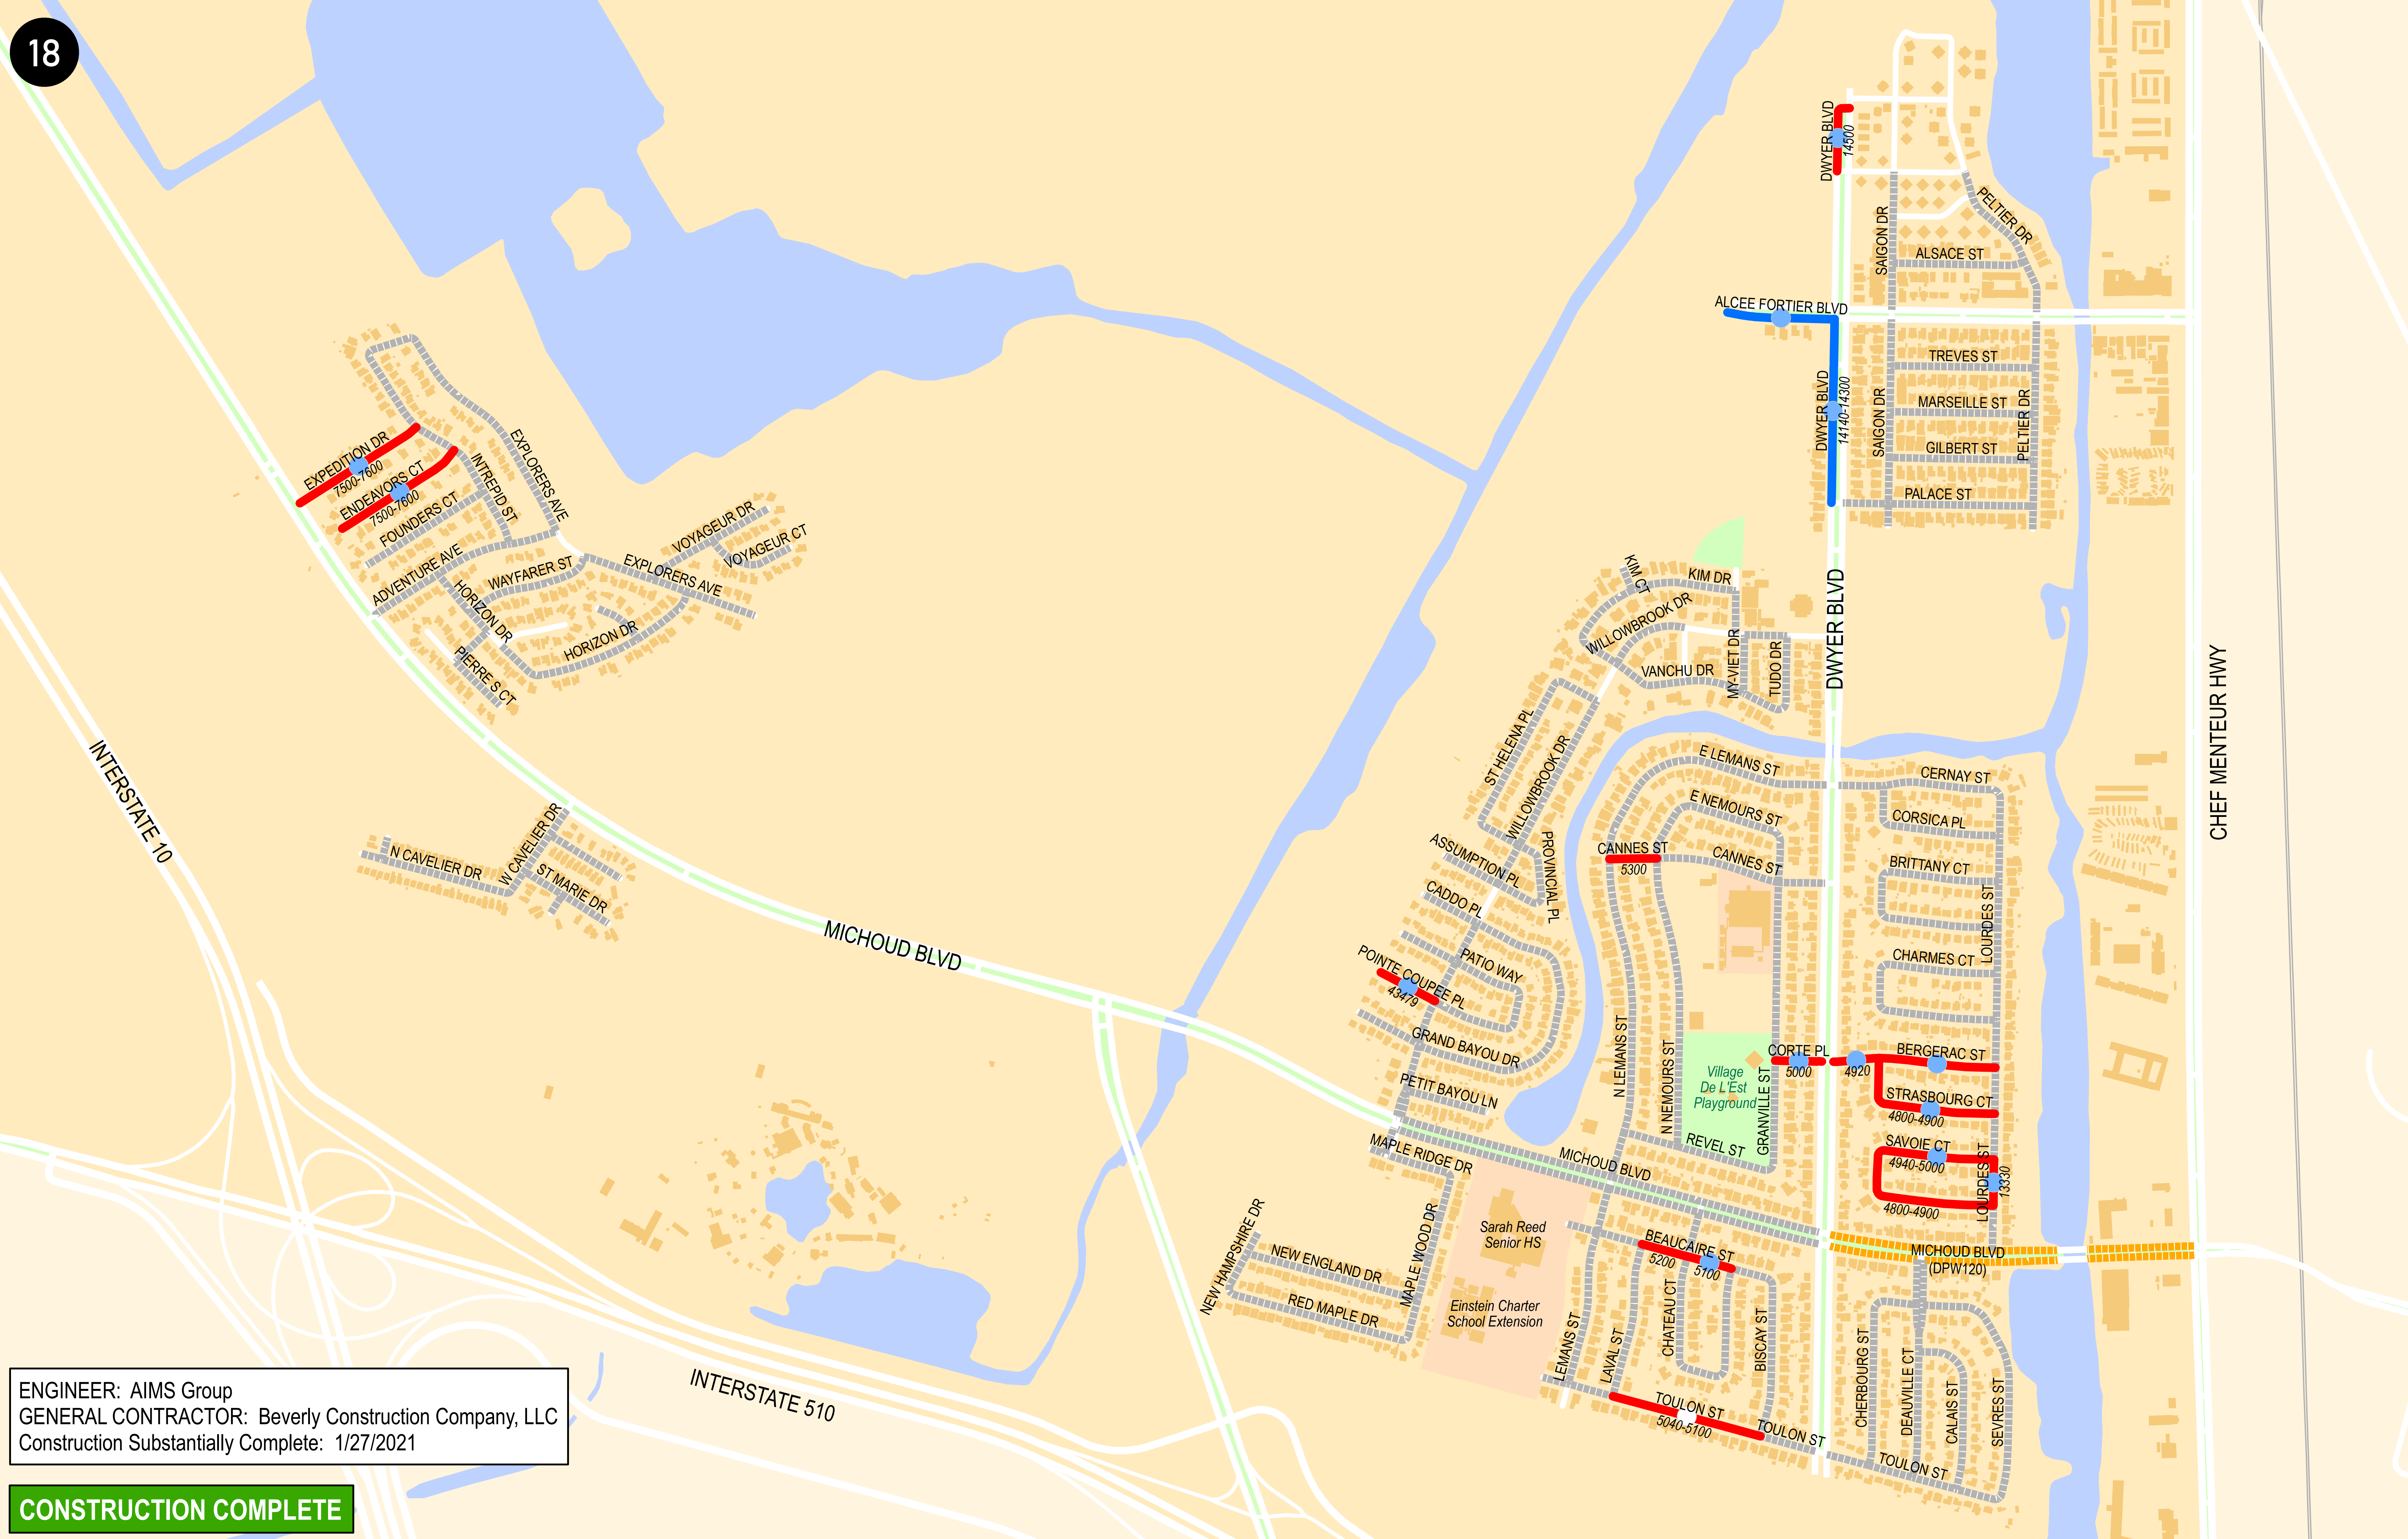 18
DWYER BLVD
14500
PELTIER DR
SAIGON DR
ALSACE ST
ALCEE FORTIER BLVD
TREVES ST
DWYER BLVD
14140-14300
SAIGON DR
MARSEILLE ST
PELTIER DR
GILBERT ST
PALACE ST
EXPEDITION DR
7500-7600
ENDEAVORS CT
7500-7600
FOUNDERS CT
INTREPID ST
EXPLORERS AVE
ADVENTURE AVE
WAYFARER ST
HORIZON DR
EXPLORERS AVE
VOYAGEUR DR
VOYAGEUR CT
HORIZON DR
PIERRE S CT
KIM CT
KIM DR
WILLOWBROOK DR
VANCHU DR
MY-VIET DR
TUDO DR
DWYER BLVD
CHEF MENTEUR HWY
INTERSTATE 10
N CAVELIER DR
W CAVELIER DR
ST MARIE DR
MICHOUD BLVD
ST HELENA PL
WILLOWBROOK DR
PROVINCIAL PL
ASSUMPTION PL
CADDO PL
PATIO WAY
POINTE COUPEE PL
43479
GRAND BAYOU DR
PETIT BAYOU LN
E LEMANS ST
E NEMOURS ST
CANNES ST
5300
CANNES ST
CERNAY ST
CORSICA PL
BRITTANY CT
LOURDES ST
CHARMES CT
N LEMANS ST
N NEMOURS ST
CORTE PL
5000
4920
BERGERAC ST
Village
De L'Est
Playground
GRANVILLE ST
STRASBOURG CT
4800-4900
SAVOIE CT
4940-5000
LOURDES ST
13330
4800-4900
REVEL ST
MAPLE RIDGE DR
MICHOUD BLVD
MICHOUD BLVD
(DPW120)
Sarah Reed
Senior HS
BEAUCAIRE ST
5200
5100
MAPLE WOOD DR
NEW HAMPSHIRE DR
NEW ENGLAND DR
RED MAPLE DR
Einstein Charter
School Extension
LEMANS ST
LAVAL ST
CHATEAU CT
BISCAY ST
CHERBOURG ST
DEAUVILLE CT
CALAIS ST
SEVRES ST
TOULON ST
5040-5100
TOULON ST
TOULON ST
INTERSTATE 510
ENGINEER: AIMS Group
GENERAL CONTRACTOR: Beverly Construction Company, LLC
Construction Substantially Complete: 1/27/2021
CONSTRUCTION COMPLETE